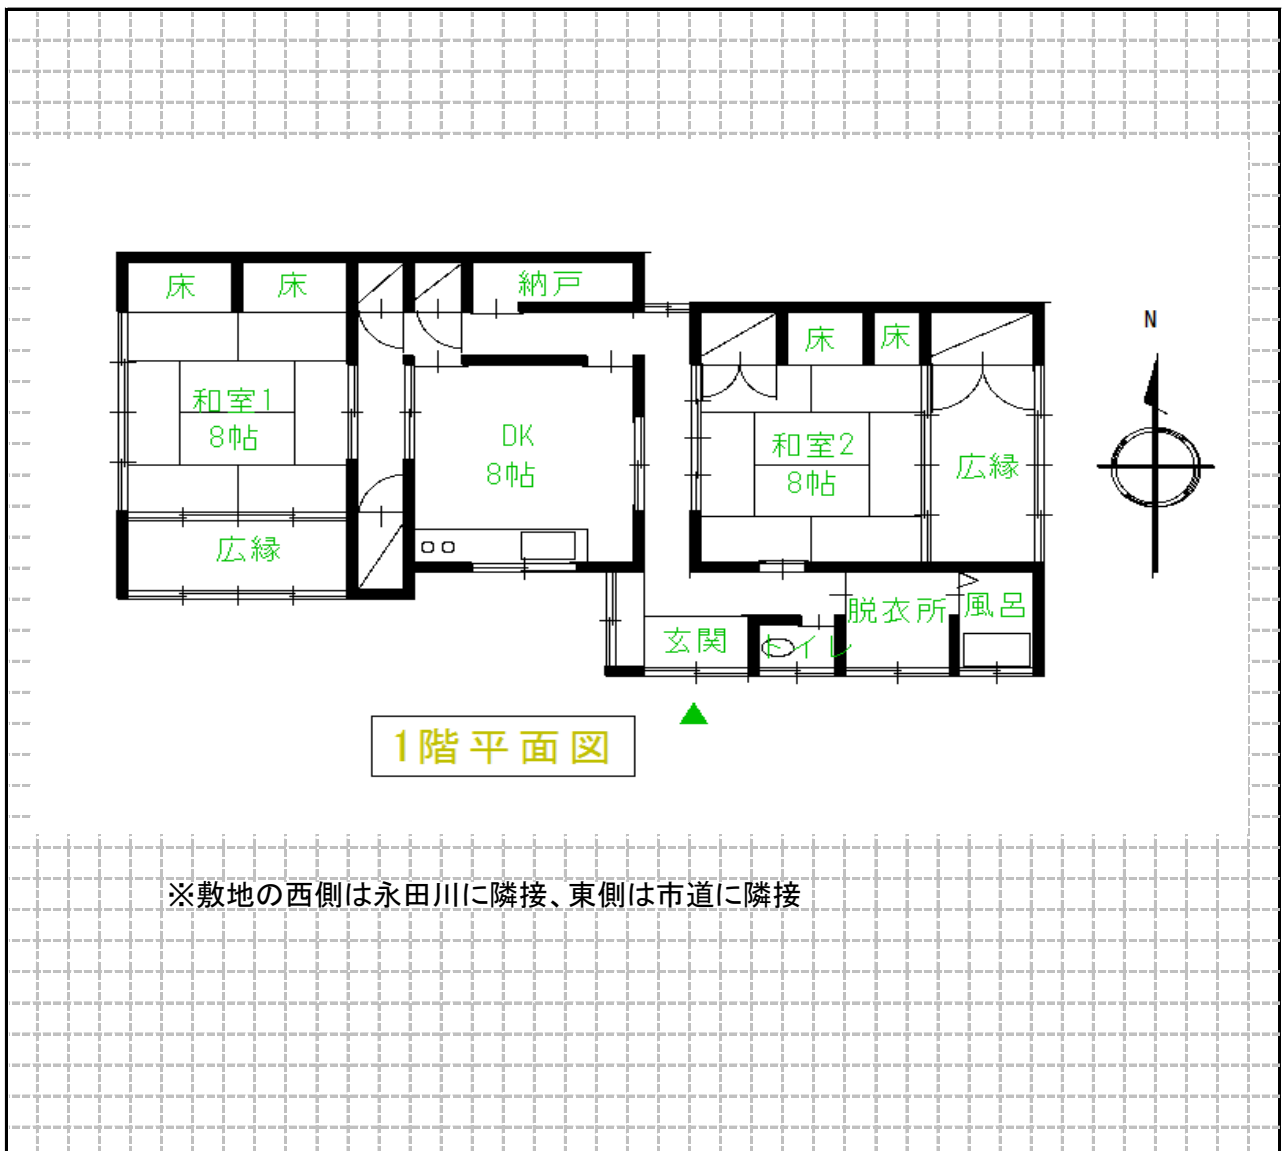 床
床
納戸
床
床
N
和室1
8帖
DK
8帖
和室2
8帖
広縁
広縁
玄関
トイレ
脱衣所
風呂
1階平面図
※敷地の西側は永田川に隣接、東側は市道に隣接